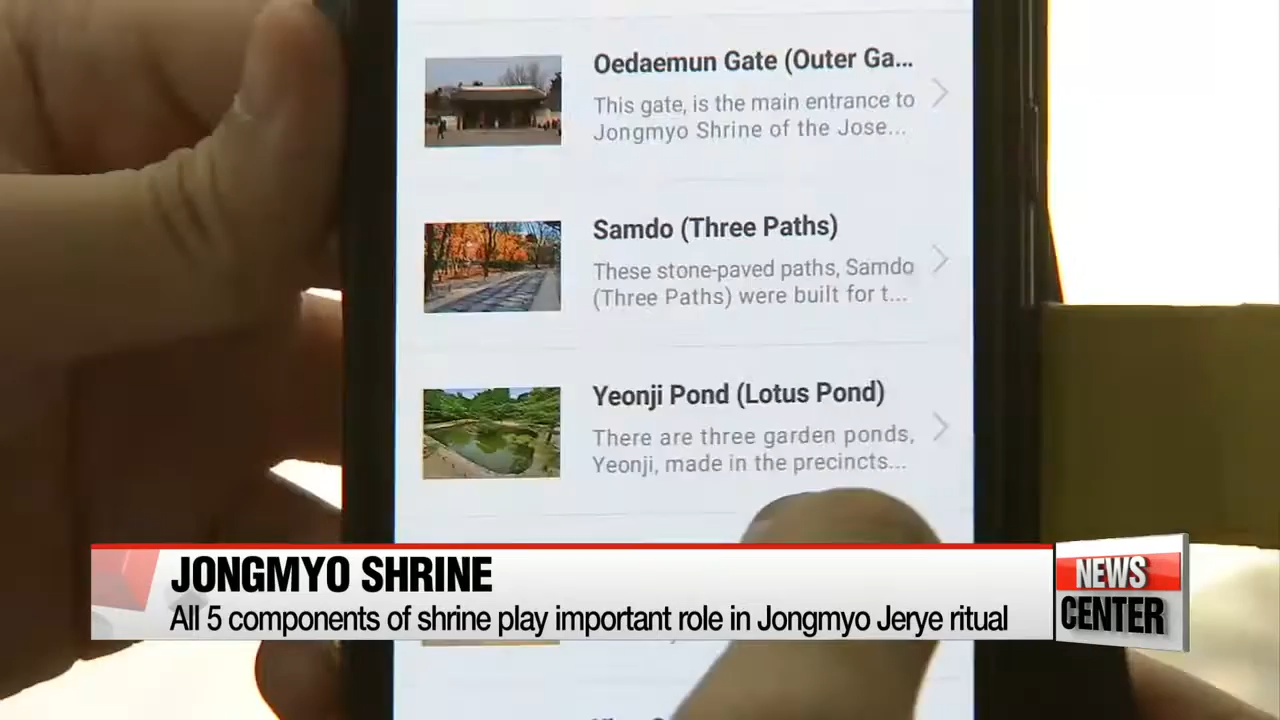 Oedaemun Gate (Outer Ga...
This gate, is the main entrance to
Jongmyo Shrine of the Jose...
Samdo (Three Paths)
These stone-paved paths, Samdo
(Three Paths) were built for t...
Yeonji Pond (Lotus Pond)
There are three garden ponds,
Yeonji, made in the precincts...
JONGMYO SHRINE
All 5 components of shrine play important role in Jongmyo Jerye ritual
NEWS
CENTER